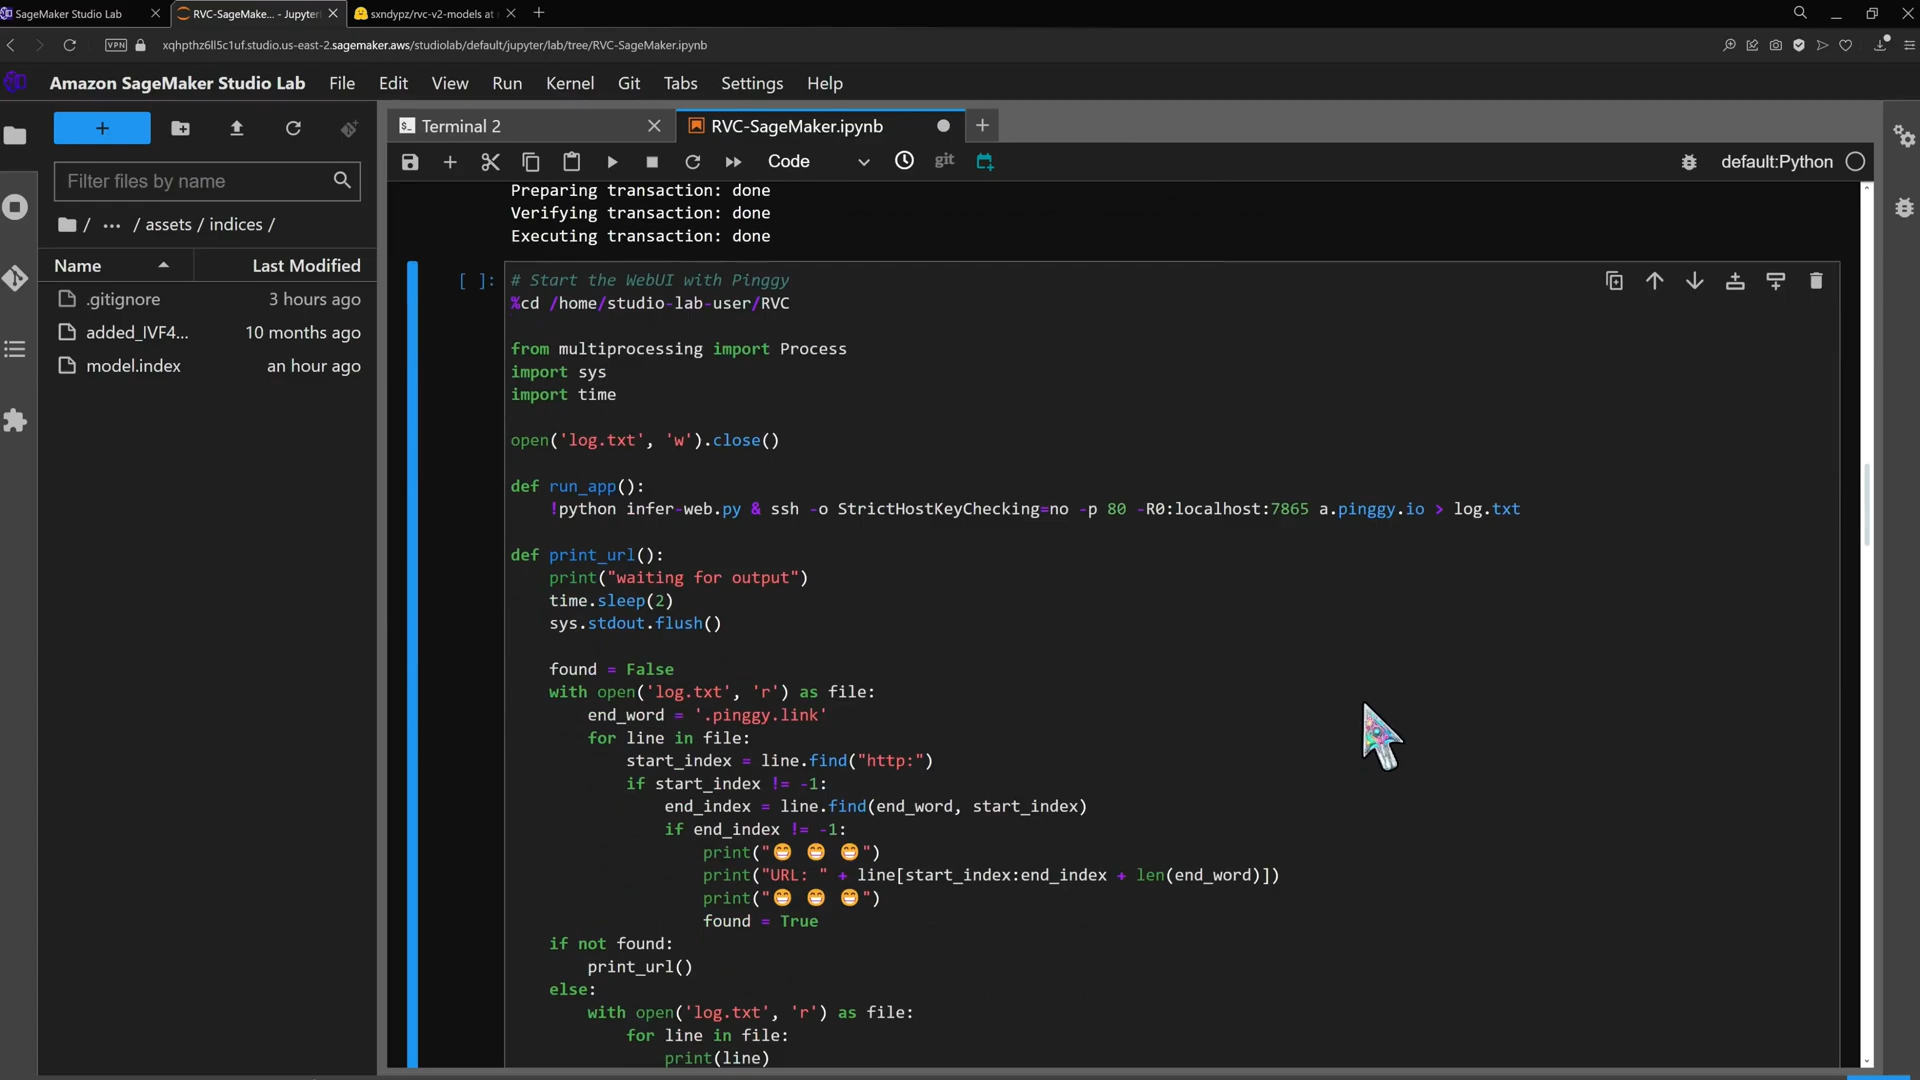 SageMaker Studio Lab
RVC-SageMake... - Jupyter
sxndypz/rvc-v2-models at
VPN
xqhpthz6ll5c1uf.studio.us-east-2.sagemaker.aws/studiolab/default/jupyter/lab/tree/RVC-SageMaker.ipynb
Amazon SageMaker Studio Lab
File Edit View Run Kernel Git Tabs Settings Help
Terminal 2
RVC-SageMaker.ipynb
Code
git
default:Python
Filter files by name
/ ... / assets / indices /
Name Last Modified
.gitignore 3 hours ago
added_IVF4... 10 months ago
model.index an hour ago
Preparing transaction: done
Verifying transaction: done
Executing transaction: done
[ ]:
# Start the WebUI with Pinggy
%cd /home/studio-lab-user/RVC
from multiprocessing import Process
import sys
import time
open('log.txt', 'w').close()
def run_app():
!python infer-web.py & ssh -o StrictHostKeyChecking=no -p 80 -R0:localhost:7865 a.pinggy.io > log.txt
def print_url():
print("waiting for output")
time.sleep(2)
sys.stdout.flush()
found = False
with open('log.txt', 'r') as file:
end_word = '.pinggy.link'
for line in file:
start_index = line.find("http:")
if start_index != -1:
end_index = line.find(end_word, start_index)
if end_index != -1:
print("😁 😁 😁")
print("URL: " + line[start_index:end_index + len(end_word)])
print("😁 😁 😁")
found = True
if not found:
print_url()
else:
with open('log.txt', 'r') as file:
for line in file:
print(line)